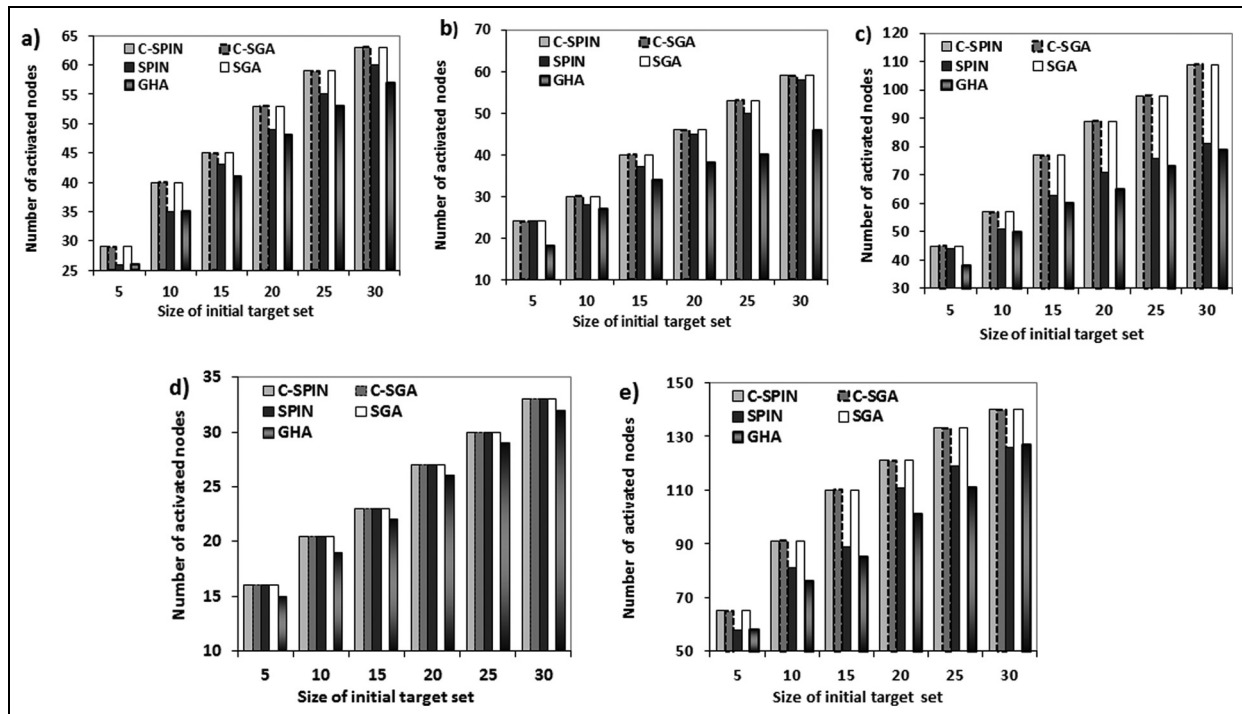 a)
Number of activated nodes
65
60
55
50
45
40
35
30
25
C-SPIN C-SGA
SPIN SGA
GHA
5 10 15 20 25 30
Size of initial target set
b)
Number of activated nodes
70
60
50
40
30
20
10
C-SPIN C-SGA
SPIN SGA
GHA
5 10 15 20 25 30
Size of initial target set
c)
Number of activated nodes
120
110
100
90
80
70
60
50
40
30
C-SPIN C-SGA
SPIN SGA
GHA
5 10 15 20 25 30
Size of initial target set
d)
Number of activated nodes
35
30
25
20
15
10
C-SPIN C-SGA
SPIN SGA
GHA
5 10 15 20 25 30
Size of initial target set
e)
Number of activated nodes
150
130
110
90
70
50
C-SPIN C-SGA
SPIN SGA
GHA
5 10 15 20 25 30
Size of initial target set